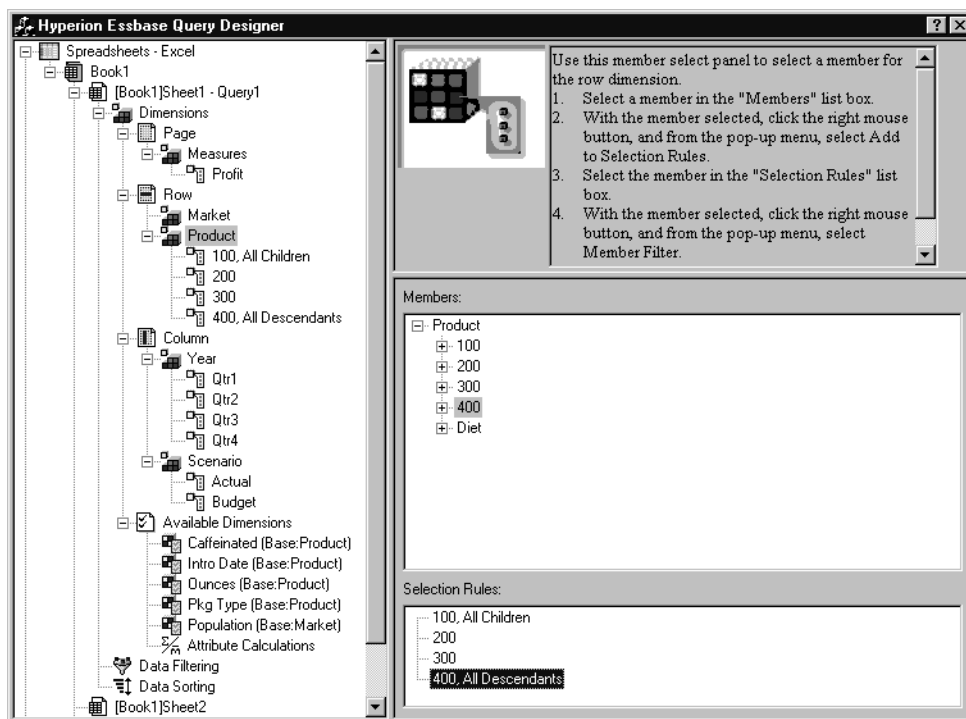 Hyperion Essbase Query Designer
Spreadsheets - Excel
Book1
[Book1]Sheet1 - Query1
Dimensions
Page
Measures
Profit
Row
Market
Product
100, All Children
200
300
400, All Descendants
Column
Year
Qtr1
Qtr2
Qtr3
Qtr4
Scenario
Actual
Budget
Available Dimensions
Caffeinated (Base:Product)
Intro Date (Base:Product)
Ounces (Base:Product)
Pkg Type (Base:Product)
Population (Base:Market)
Attribute Calculations
Data Filtering
Data Sorting
[Book1]Sheet2
Use this member select panel to select a member for
the row dimension.
1. Select a member in the "Members" list box.
2. With the member selected, click the right mouse
button, and from the pop-up menu, select Add
to Selection Rules.
3. Select the member in the "Selection Rules" list
box.
4. With the member selected, click the right mouse
button, and from the pop-up menu, select
Member Filter.
Members:
Product
100
200
300
400
Diet
Selection Rules:
100, All Children
200
300
400, All Descendants